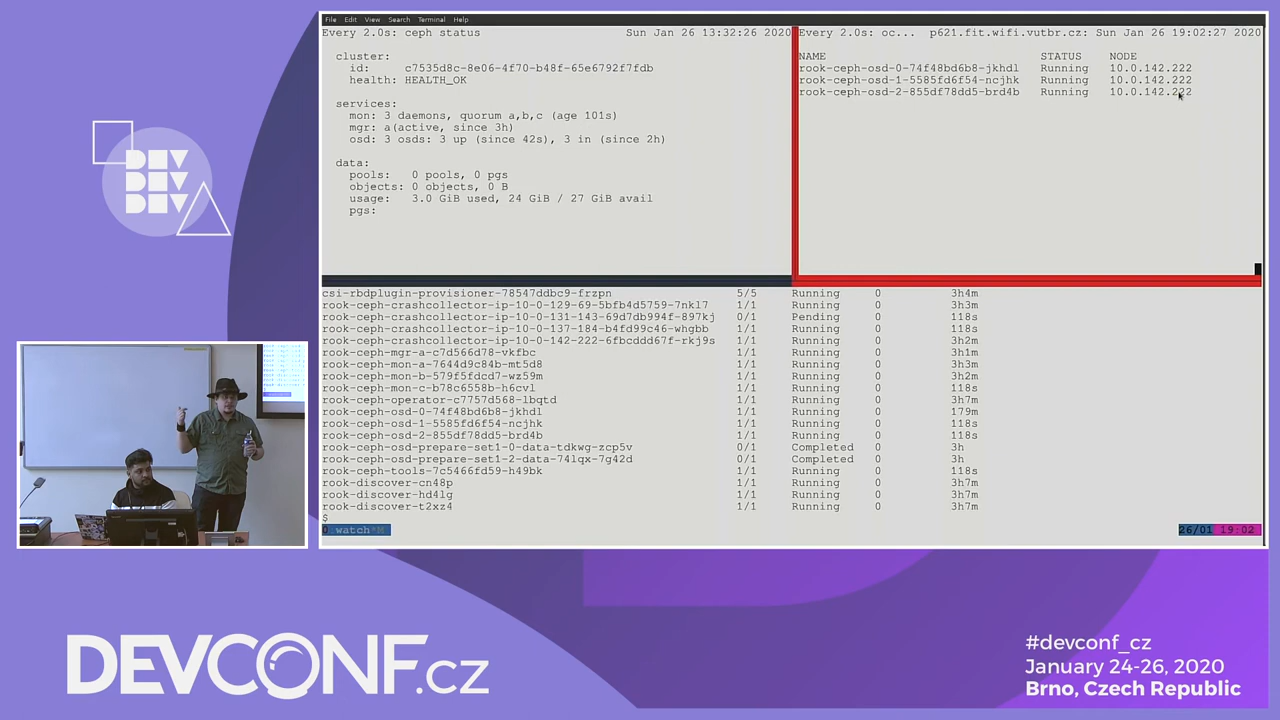 File Edit View Search Terminal Help
Every 2.0s: ceph status Sun Jan 26 13:32:26 2020
cluster:
id: c7535d8c-8e06-4f70-b48f-65e6792f7fdb
health: HEALTH_OK
services:
mon: 3 daemons, quorum a,b,c (age 101s)
mgr: a(active, since 3h)
osd: 3 osds: 3 up (since 42s), 3 in (since 2h)
data:
pools: 0 pools, 0 pgs
objects: 0 objects, 0 B
usage: 3.0 GiB used, 24 GiB / 27 GiB avail
pgs:
Every 2.0s: oc... p621.fit.wifi.vutbr.cz: Sun Jan 26 19:02:27 2020
NAME STATUS NODE
rook-ceph-osd-0-74f48bd6b8-jkhdl Running 10.0.142.222
rook-ceph-osd-1-5585fd6f54-ncjhk Running 10.0.142.222
rook-ceph-osd-2-855df78dd5-brd4b Running 10.0.142.222
csi-rbdplugin-provisioner-78547ddbc9-frzpn 5/5 Running 0 3h4m
rook-ceph-crashcollector-ip-10-0-129-69-5bfb4d5759-7nkl7 1/1 Running 0 3h3m
rook-ceph-crashcollector-ip-10-0-131-143-69d7db994f-897kj 0/1 Pending 0 118s
rook-ceph-crashcollector-ip-10-0-137-184-b4fd99c46-whgbb 1/1 Running 0 118s
rook-ceph-crashcollector-ip-10-0-142-222-6fbcddd67f-rkj9s 1/1 Running 0 3h2m
rook-ceph-mgr-a-c7d566d78-vkfbc 1/1 Running 0 3h1m
rook-ceph-mon-a-7644d9c84b-mt5d8 1/1 Running 0 3h3m
rook-ceph-mon-b-579f5fdcd7-wz59m 1/1 Running 0 3h2m
rook-ceph-mon-c-b78c6558b-h6cvl 1/1 Running 0 118s
rook-ceph-operator-c7757d568-lbqtd 1/1 Running 0 3h7m
rook-ceph-osd-0-74f48bd6b8-jkhdl 1/1 Running 0 179m
rook-ceph-osd-1-5585fd6f54-ncjhk 1/1 Running 0 118s
rook-ceph-osd-2-855df78dd5-brd4b 1/1 Running 0 118s
rook-ceph-osd-prepare-set1-0-data-tdkwg-zcp5v 0/1 Completed 0 3h
rook-ceph-osd-prepare-set1-2-data-74lqx-7g42d 0/1 Completed 0 3h
rook-ceph-tools-7c5466fd59-h49bk 1/1 Running 0 118s
rook-discover-cn48p 1/1 Running 0 3h7m
rook-discover-hd4lg 1/1 Running 0 3h7m
rook-discover-t2xz4 1/1 Running 0 3h7m
$
0 watch*M 26/01 19:02
DEV
DEV
DEV
DEVCONF.cz
#devconf_cz
January 24-26, 2020
Brno, Czech Republic